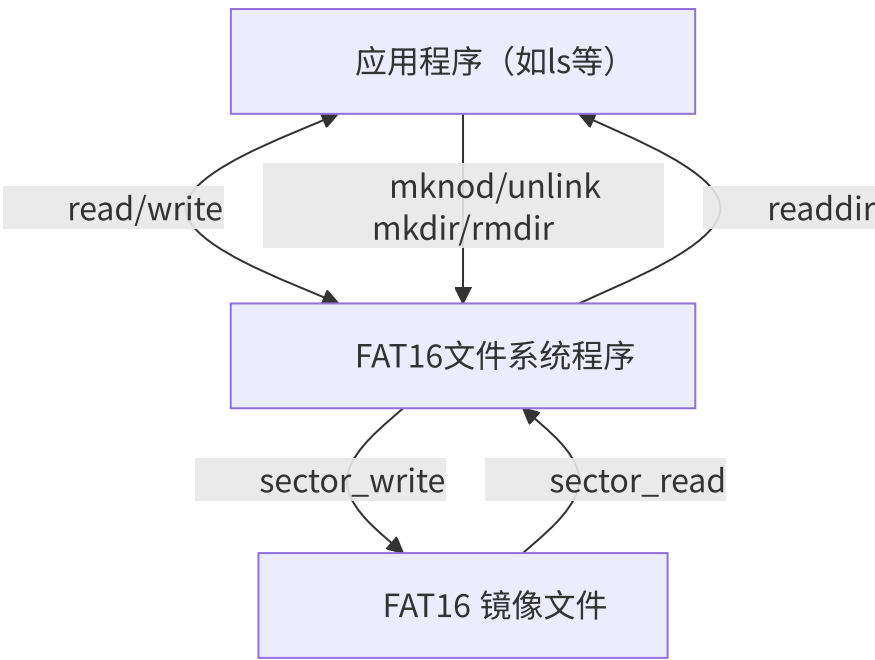 应用程序（如ls等）
read/write
mknod/unlink
mkdir/rmdir
readdir
FAT16文件系统程序
sector_write
sector_read
FAT16 镜像文件